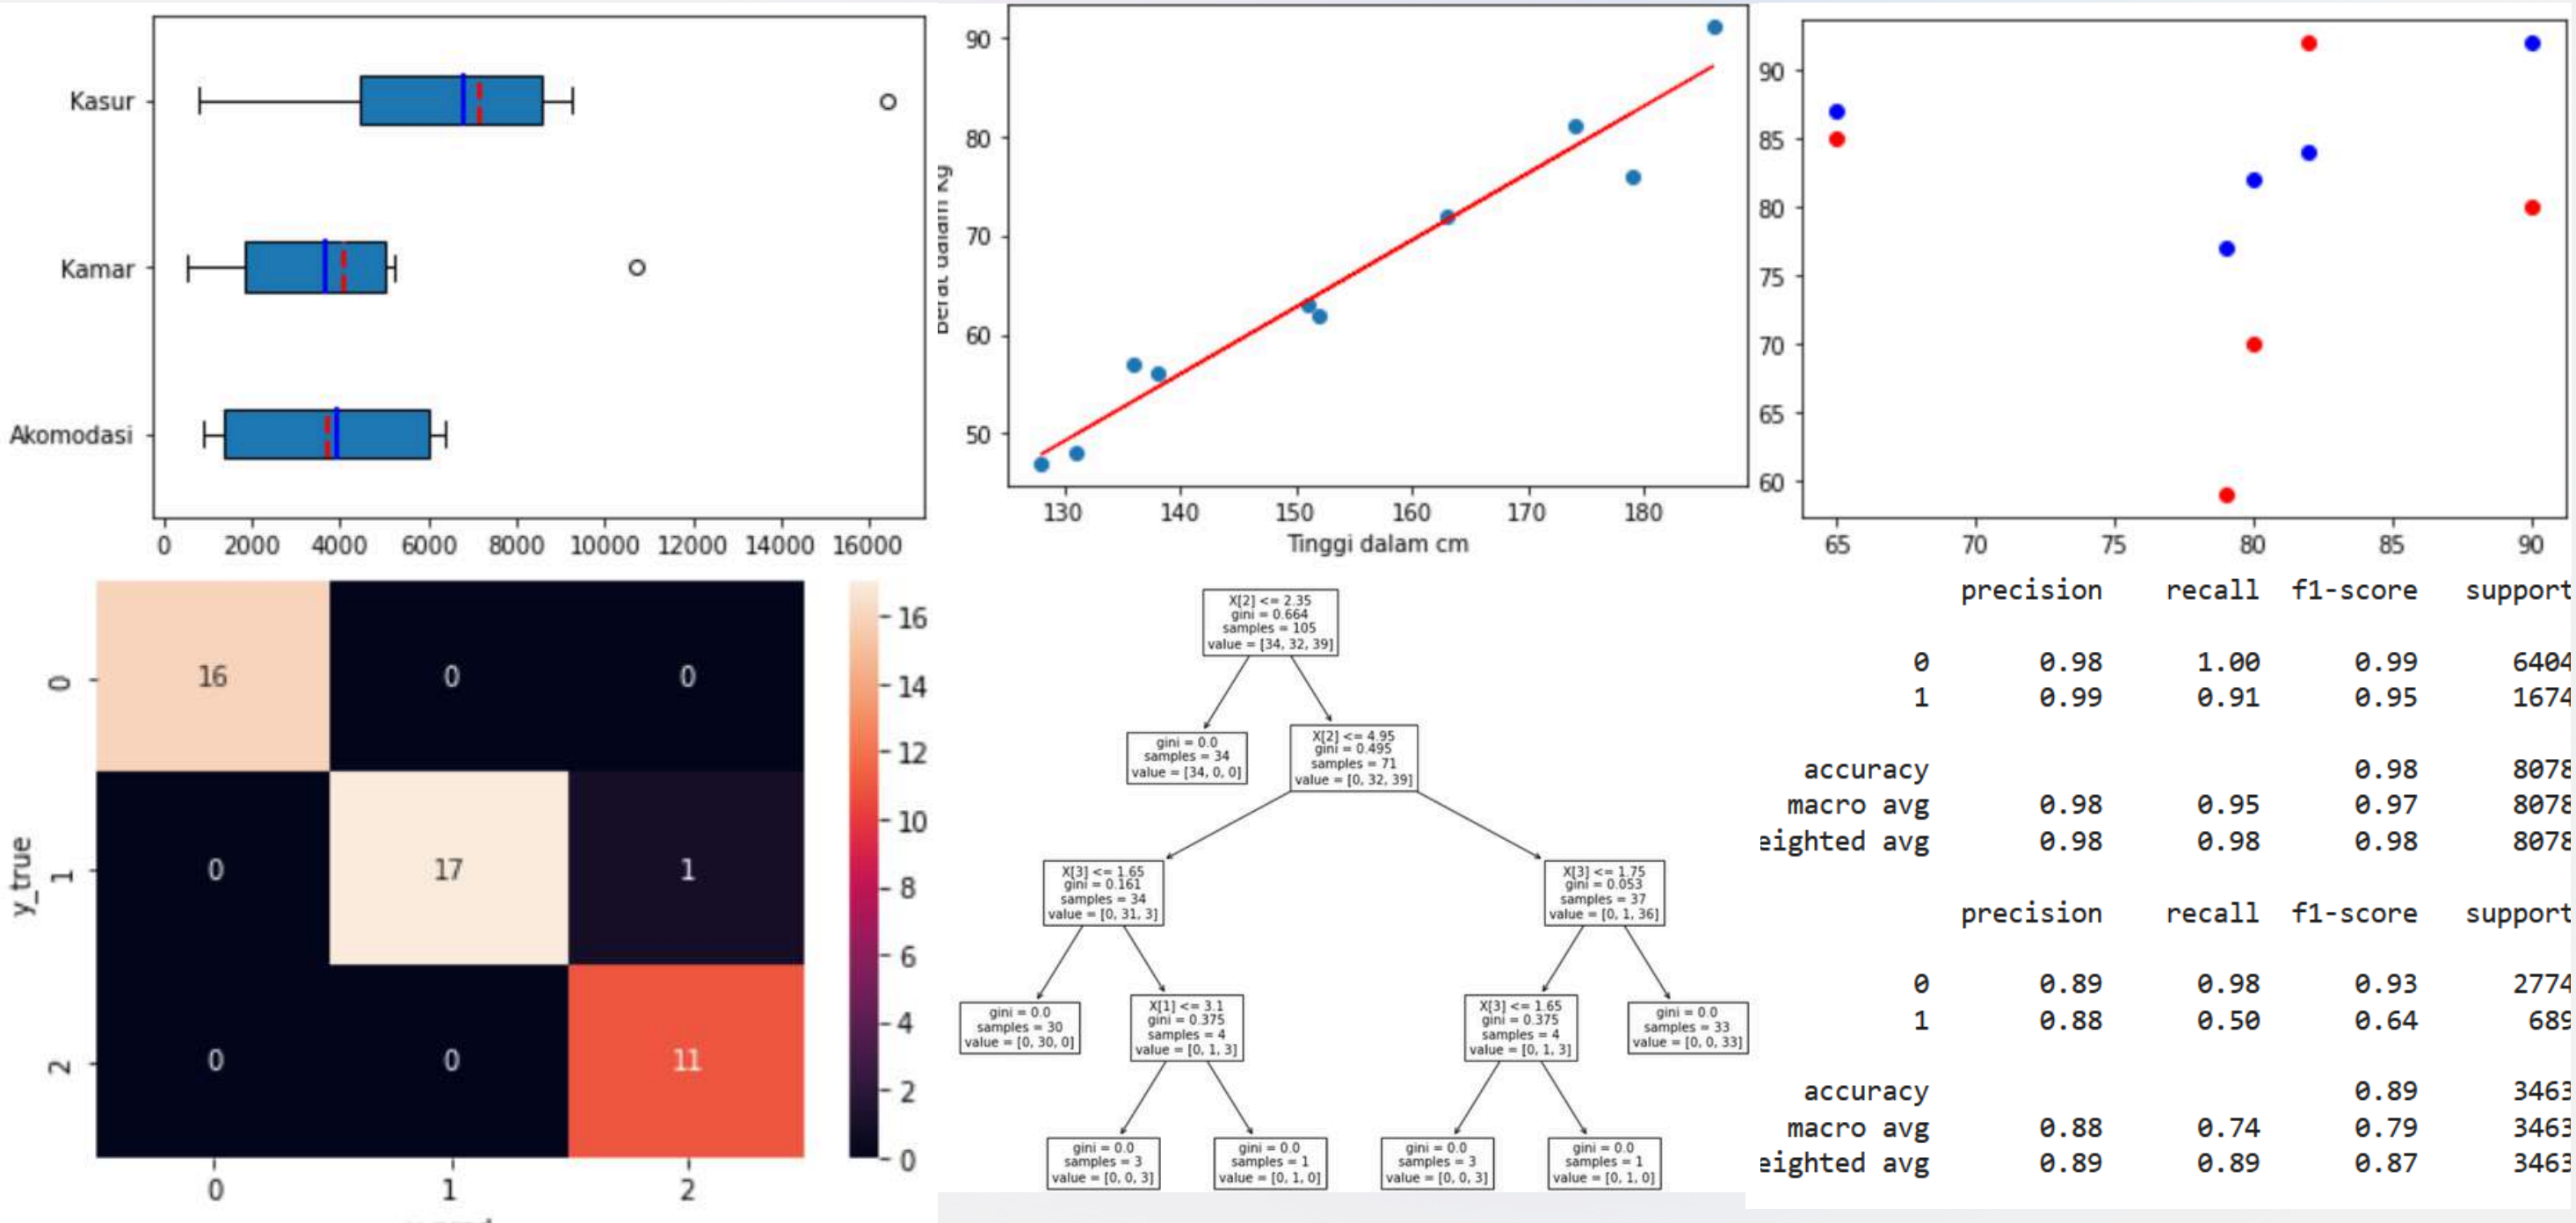 Kasur
Kamar
Akomodasi
0 2000 4000 6000 8000 10000 12000 14000 16000
90
80
70
60
50
Berat dalam Kg
130 140 150 160 170 180
Tinggi dalam cm
90
85
80
75
70
65
60
65 70 75 80 85 90
16 0 0
0 17 1
0 0 11
0
1
2
y_true
0 1 2
16
14
12
10
8
6
4
2
0
X[2] <= 2.35
gini = 0.664
samples = 105
value = [34, 32, 39]
gini = 0.0
samples = 34
value = [34, 0, 0]
X[2] <= 4.95
gini = 0.495
samples = 71
value = [0, 32, 39]
X[3] <= 1.65
gini = 0.161
samples = 34
value = [0, 31, 3]
X[3] <= 1.75
gini = 0.053
samples = 37
value = [0, 1, 36]
gini = 0.0
samples = 30
value = [0, 30, 0]
X[1] <= 3.1
gini = 0.375
samples = 4
value = [0, 1, 3]
X[3] <= 1.65
gini = 0.375
samples = 4
value = [0, 1, 3]
gini = 0.0
samples = 33
value = [0, 0, 33]
gini = 0.0
samples = 3
value = [0, 0, 3]
gini = 0.0
samples = 1
value = [0, 1, 0]
gini = 0.0
samples = 3
value = [0, 0, 3]
gini = 0.0
samples = 1
value = [0, 1, 0]
precision recall f1-score support
0 0.98 1.00 0.99 6404
1 0.99 0.91 0.95 1674
accuracy 0.98 8078
macro avg 0.98 0.95 0.97 8078
eighted avg 0.98 0.98 0.98 8078
precision recall f1-score support
0 0.89 0.98 0.93 2774
1 0.88 0.50 0.64 689
accuracy 0.89 3463
macro avg 0.88 0.74 0.79 3463
eighted avg 0.89 0.89 0.87 3463